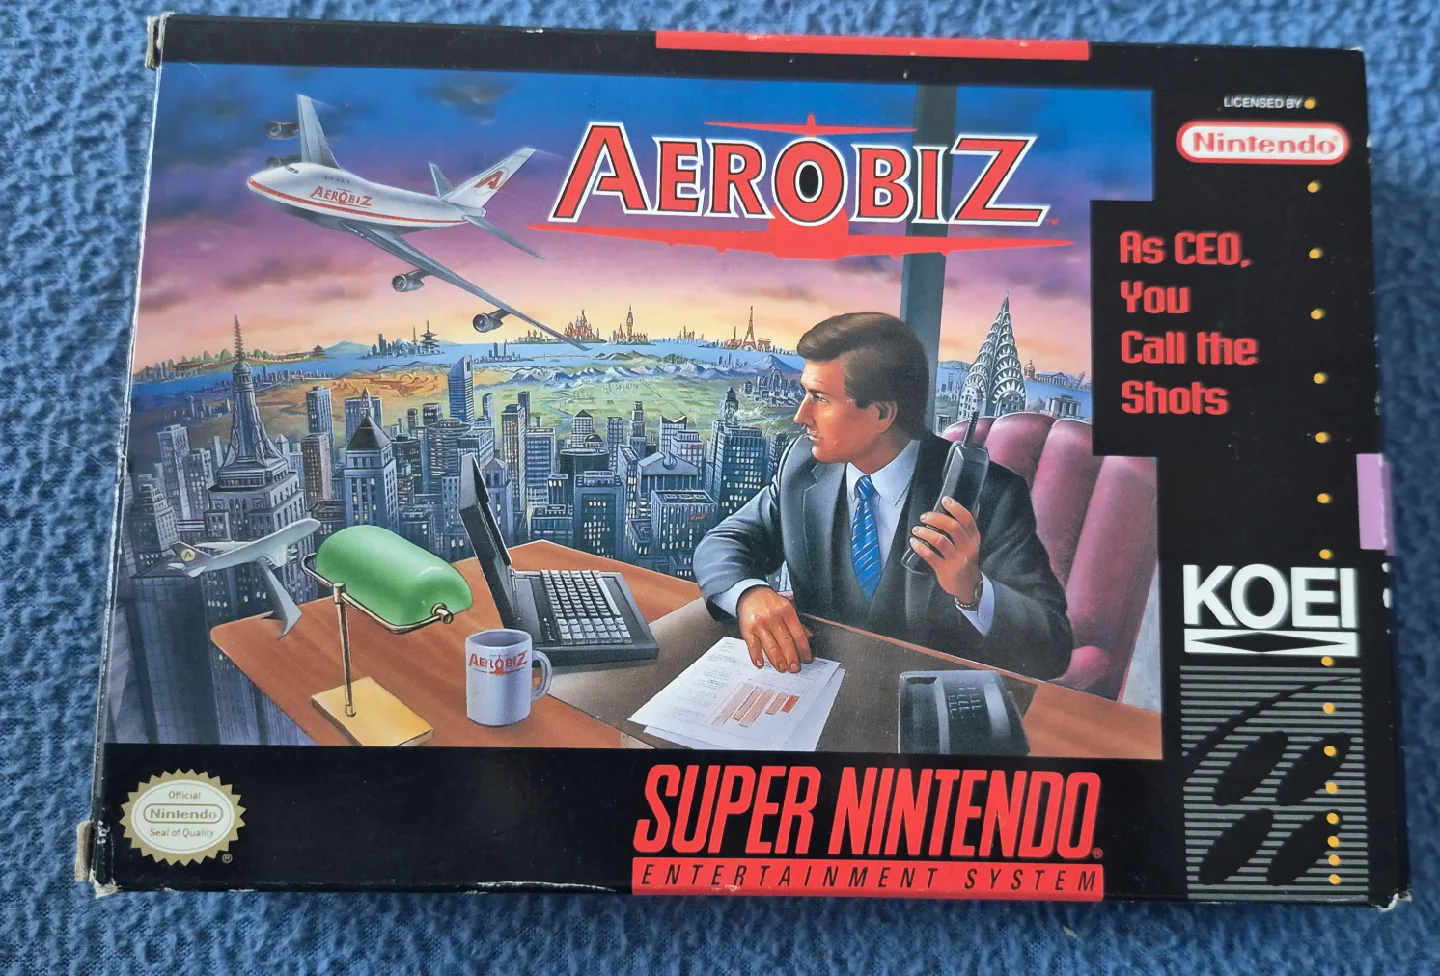 LICENSED BY
Nintendo®
AEROBIZ™
AEROBIZ
A
As CEO,
You
Call the
Shots
A
AEROBIZ
KOEI
Official
Nintendo
Seal of Quality
®
SUPER NINTENDO®
ENTERTAINMENT SYSTEM